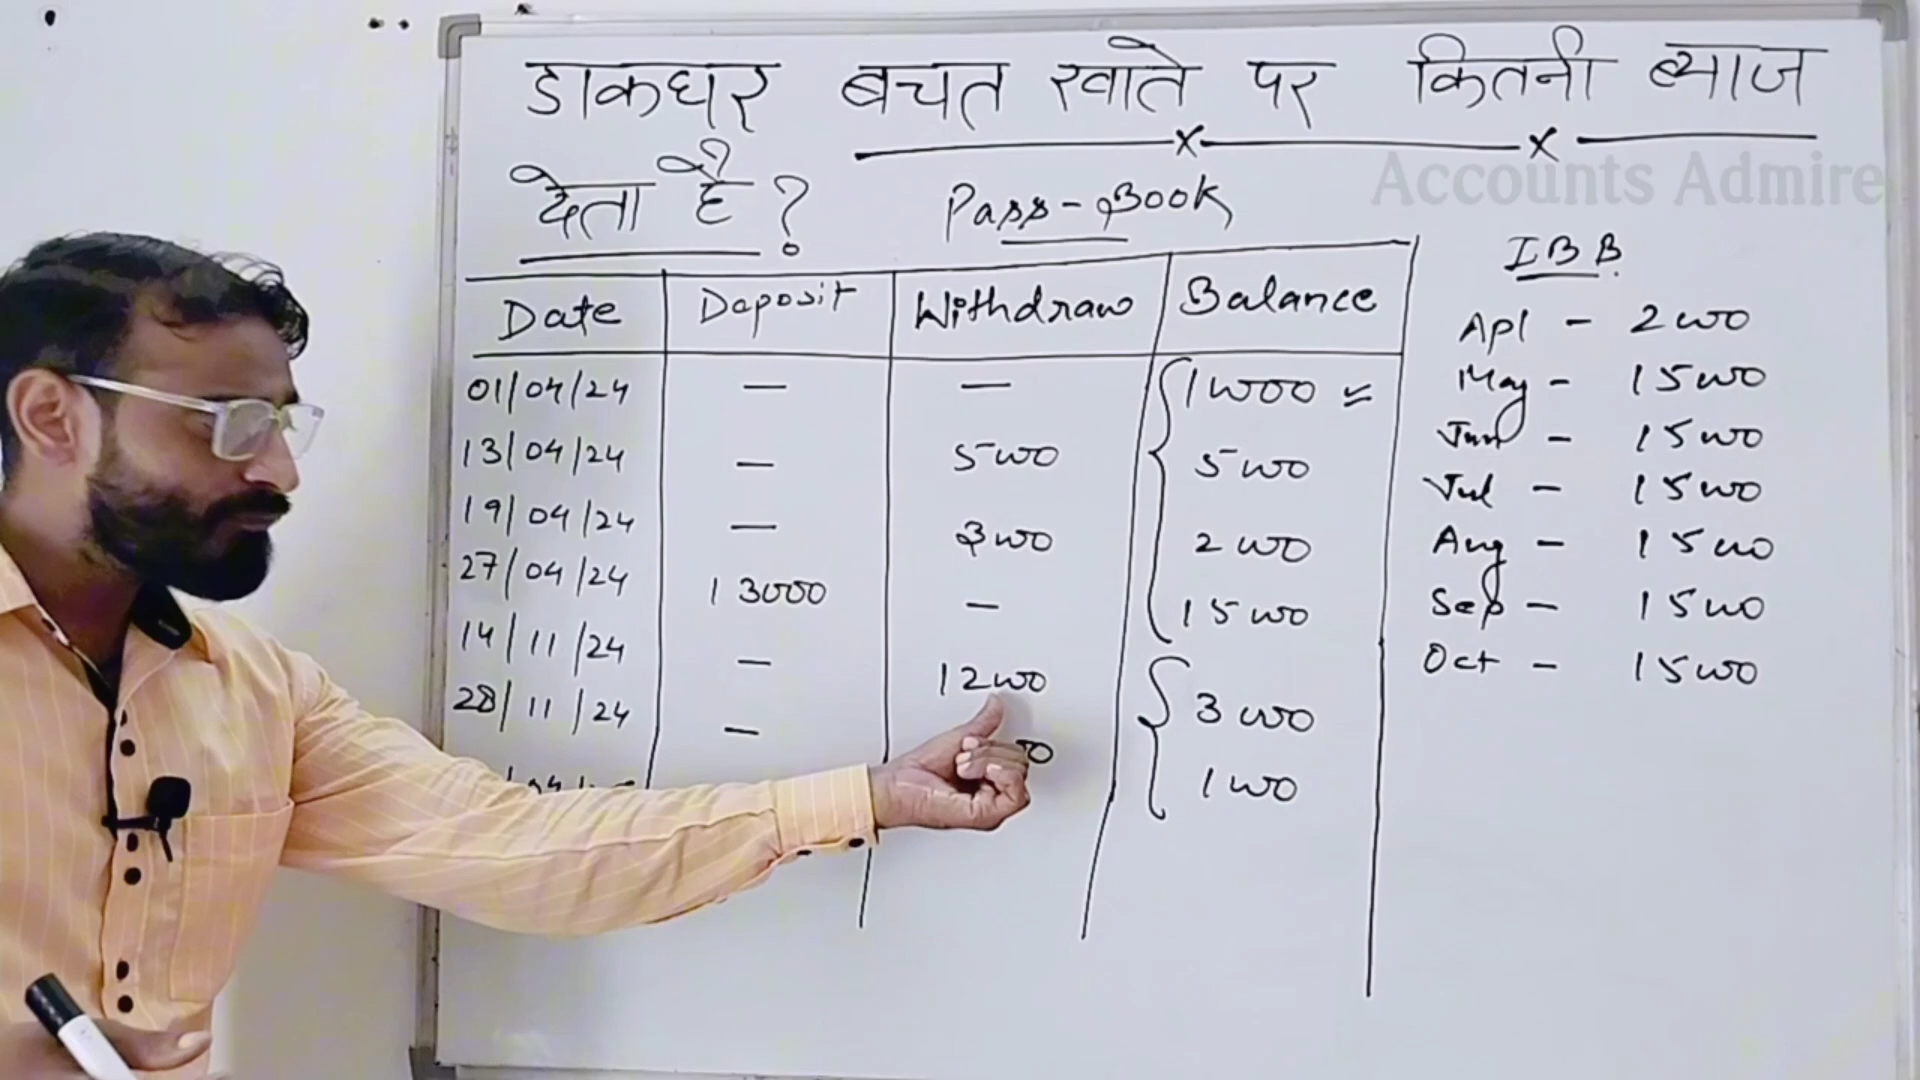 डाकघर बचत खाते पर कितनी ब्याज
देता है ?
Pass-Book
Accounts Admire
IBB
Date Deposit Withdraw Balance
01/04/24 — — 10000
13/04/24 — 5000 5000
19/04/24 — 3000 2000
27/04/24 13000 — 15000
14/11/24 — 12000 3000
28/11/24 — 1000
Apl - 2000
May - 15000
Jun - 15000
Jul - 15000
Aug - 15000
Sep - 15000
Oct - 15000